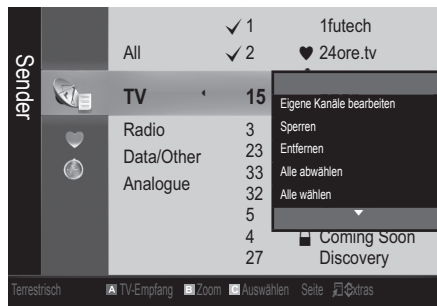 Sender
✓ 1 1futech
All ✓ 2 ♥ 24ore.tv
TV 15
Radio 3
Data/Other 23
Analogue 33
32
5
4 Coming Soon
27 Discovery
Eigene Kanäle bearbeiten
Sperren
Entfernen
Alle abwählen
Alle wählen
Terrestrisch A TV-Empfang B Zoom C Auswählen Seite Extras